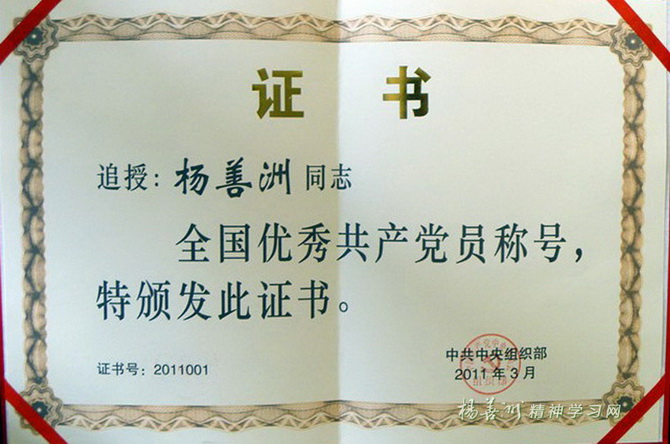 证 书
追授：杨善洲 同志
全国优秀共产党员称号，
特颁发此证书。
证书号：2011001
中共中央组织部
2011年3月
杨善洲精神学习网